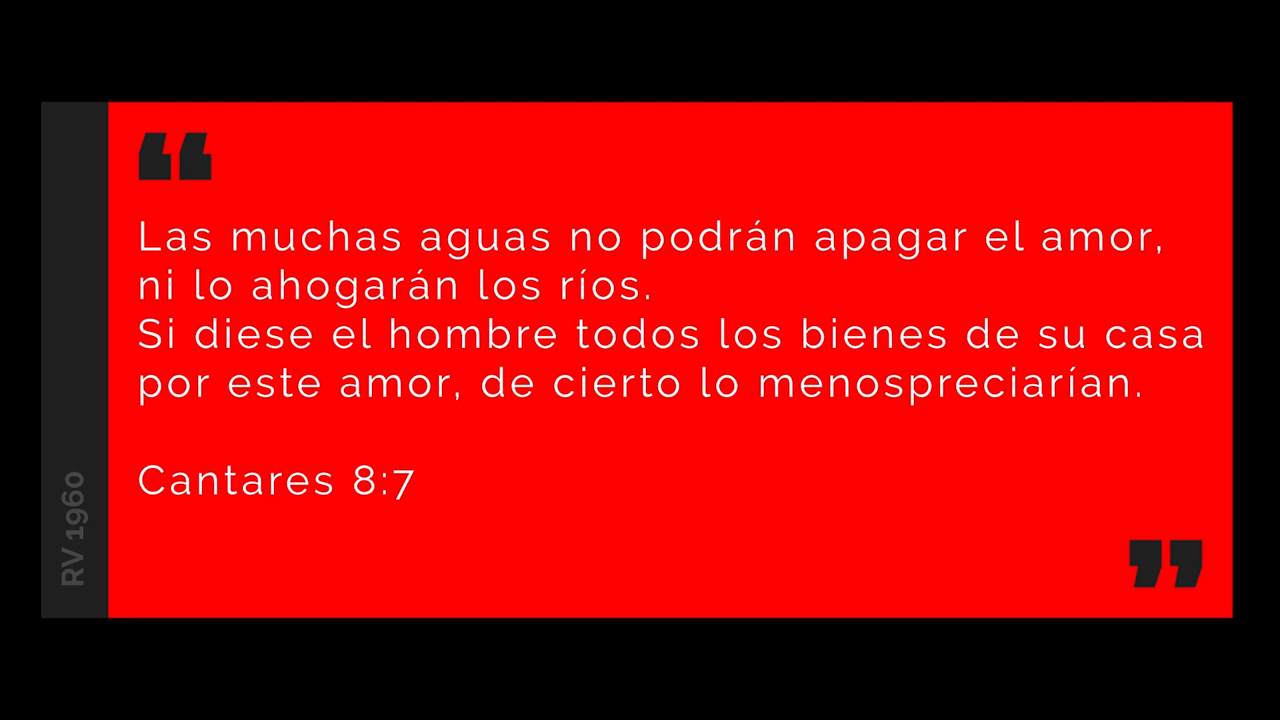 “
Las muchas aguas no podrán apagar el amor,
ni lo ahogarán los ríos.
Si diese el hombre todos los bienes de su casa
por este amor, de cierto lo menospreciarían.
Cantares 8:7
”
RV 1960